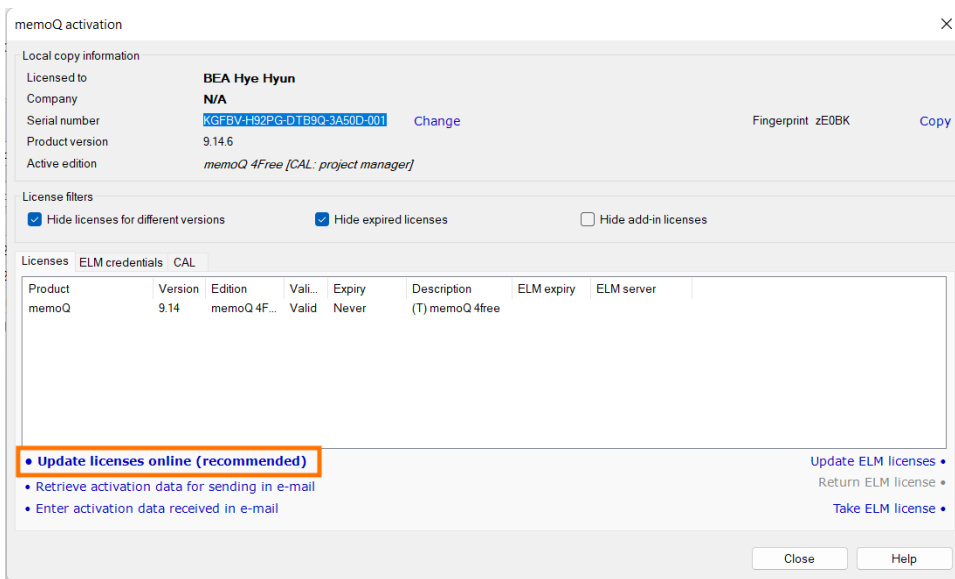 memoQ activation
Local copy information
Licensed to BEA Hye Hyun
Company N/A
Serial number KGFBV-H92PG-DTB9Q-3A50D-001 Change Fingerprint zE0BK Copy
Product version 9.14.6
Active edition memoQ 4Free [CAL: project manager]
License filters
Hide licenses for different versions Hide expired licenses Hide add-in licenses
Licenses ELM credentials CAL
Product Version Edition Vali... Expiry Description ELM expiry ELM server
memoQ 9.14 memoQ 4F... Valid Never (T) memoQ 4free
• Update licenses online (recommended) Update ELM licenses •
• Retrieve activation data for sending in e-mail Return ELM license •
• Enter activation data received in e-mail Take ELM license •
Close Help